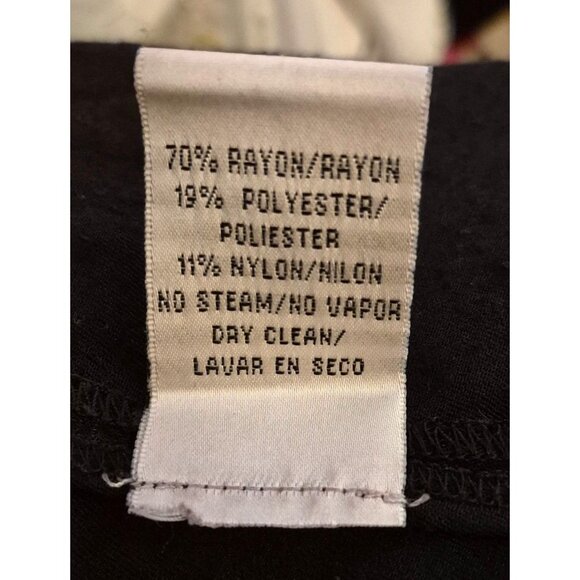 70% RAYON/RAYON
19% POLYESTER/
POLIESTER
11% NYLON/NILON
NO STEAM/NO VAPOR
DRY CLEAN/
LAVAR EN SECO